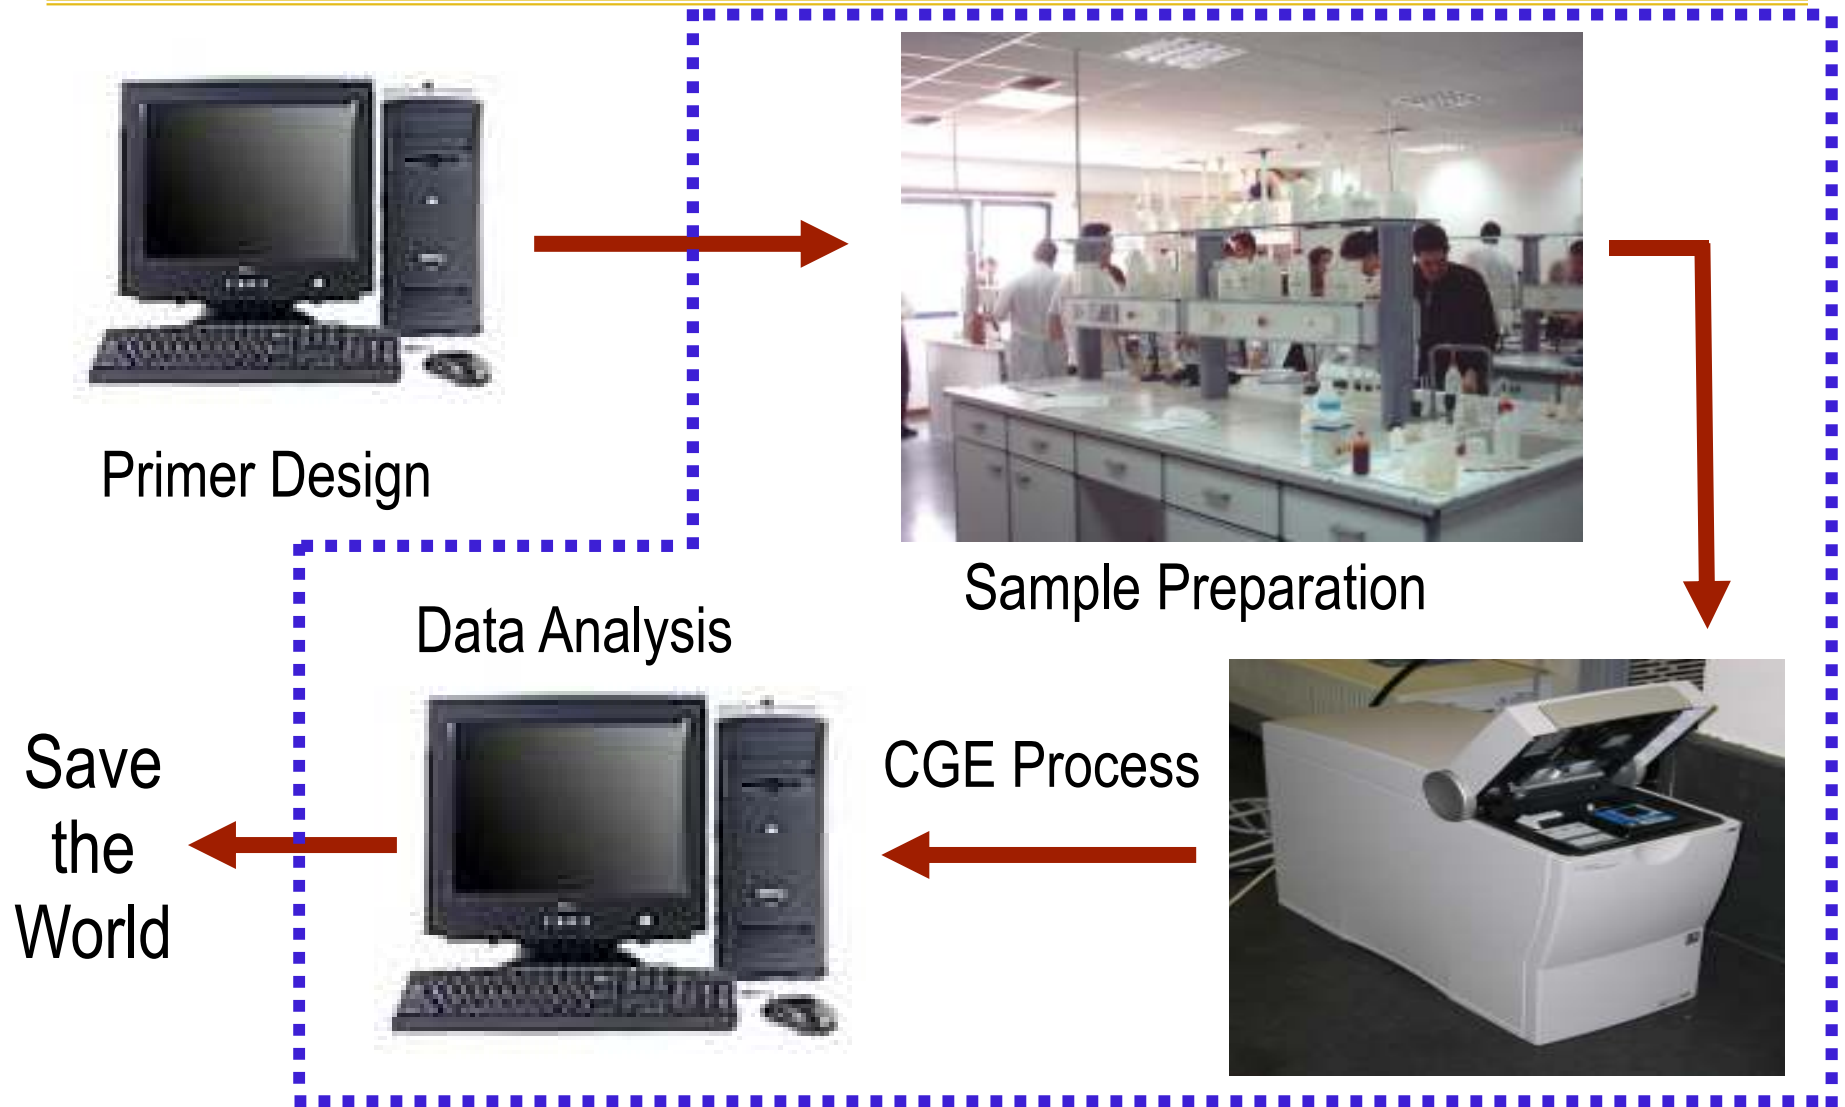 Primer Design
Sample Preparation
Data Analysis
CGE Process
Save
the
World